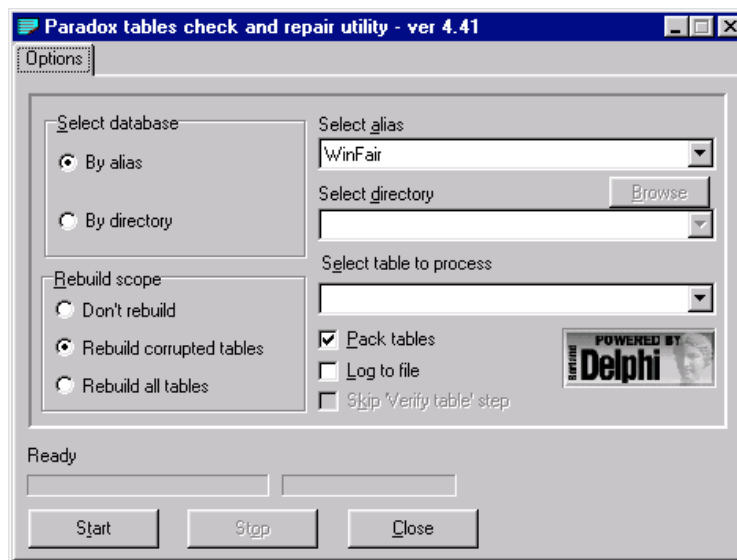 Paradox tables check and repair utility - ver 4.41
Options
Select database
By alias
By directory
Select alias
WinFair
Select directory
Browse
Select table to process
Rebuild scope
Don't rebuild
Rebuild corrupted tables
Rebuild all tables
Pack tables
Log to file
Skip 'Verify table' step
POWERED BY
Borland
Delphi
Ready
Start
Stop
Close